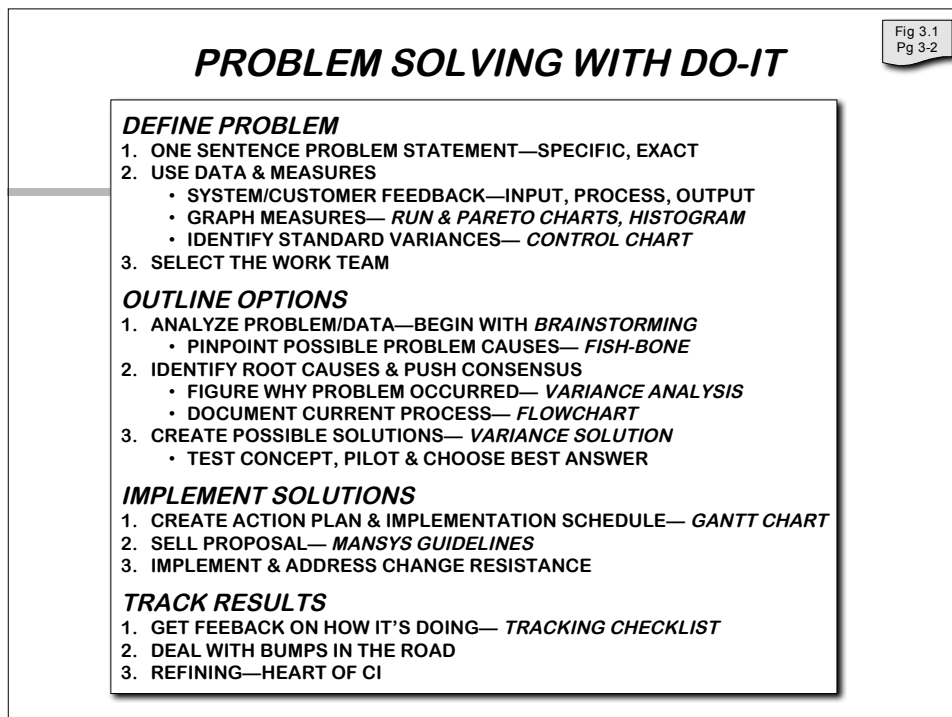 Fig 3.1
Pg 3-2
PROBLEM SOLVING WITH DO-IT
DEFINE PROBLEM
1. ONE SENTENCE PROBLEM STATEMENT—SPECIFIC, EXACT
2. USE DATA & MEASURES
• SYSTEM/CUSTOMER FEEDBACK—INPUT, PROCESS, OUTPUT
• GRAPH MEASURES— RUN & PARETO CHARTS, HISTOGRAM
• IDENTIFY STANDARD VARIANCES— CONTROL CHART
3. SELECT THE WORK TEAM
OUTLINE OPTIONS
1. ANALYZE PROBLEM/DATA—BEGIN WITH BRAINSTORMING
• PINPOINT POSSIBLE PROBLEM CAUSES— FISH-BONE
2. IDENTIFY ROOT CAUSES & PUSH CONSENSUS
• FIGURE WHY PROBLEM OCCURRED— VARIANCE ANALYSIS
• DOCUMENT CURRENT PROCESS— FLOWCHART
3. CREATE POSSIBLE SOLUTIONS— VARIANCE SOLUTION
• TEST CONCEPT, PILOT & CHOOSE BEST ANSWER
IMPLEMENT SOLUTIONS
1. CREATE ACTION PLAN & IMPLEMENTATION SCHEDULE— GANTT CHART
2. SELL PROPOSAL— MANSYS GUIDELINES
3. IMPLEMENT & ADDRESS CHANGE RESISTANCE
TRACK RESULTS
1. GET FEEBACK ON HOW IT'S DOING— TRACKING CHECKLIST
2. DEAL WITH BUMPS IN THE ROAD
3. REFINING—HEART OF CI